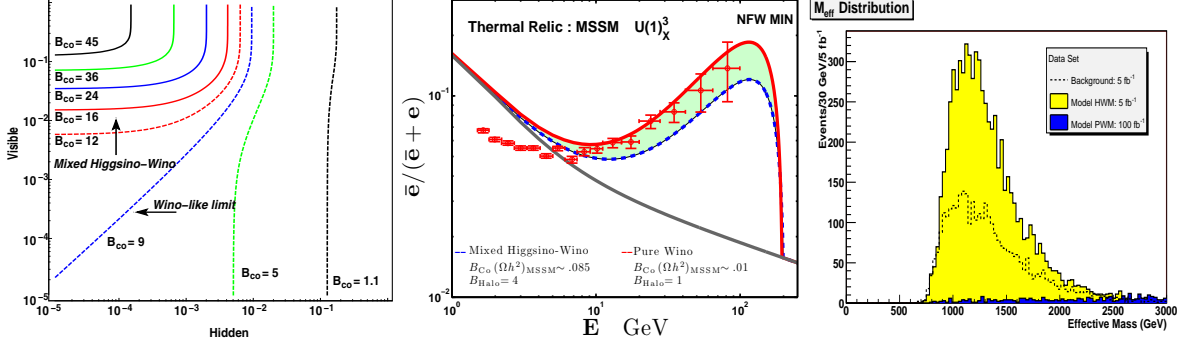 B_co = 45
B_co = 36
B_co = 24
B_co = 16
B_co = 12
Mixed Higgsino−Wino
Wino−like limit
B_co = 9
B_co = 5
B_co = 1.1
Visible
10^−1
10^−2
10^−3
10^−4
10^−5
10^−5
10^−4
10^−3
10^−2
10^−1
Hidden
Thermal Relic : MSSM U(1)^3_X
NFW MIN
ē/(ē + e)
10^−1
10^−2
Mixed Higgsino-Wino
B_Co (Ωh²)_MSSM ∼ .085
B_Halo = 4
Pure Wino
B_Co (Ωh²)_MSSM ∼ .01
B_Halo = 1
1
10
10^2
E GeV
M_eff Distribution
Events/30 GeV/5 fb^-1
350
300
250
200
150
100
50
0
Data Set
Background: 5 fb^-1
Model HWM: 5 fb^-1
Model PWM: 100 fb^-1
0
500
1000
1500
2000
2500
3000
Effective Mass (GeV)